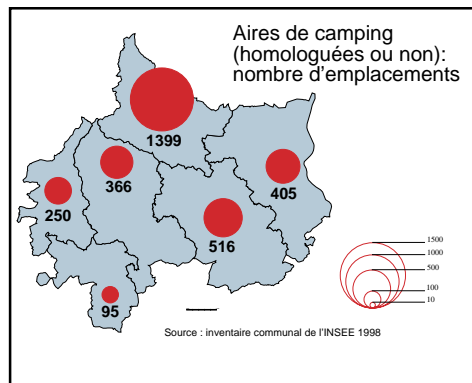 Aires de camping
(homologuées ou non):
nombre d'emplacements
1399
366
405
250
516
95
1500
1000
500
100
10
Source : inventaire communal de l'INSEE 1998